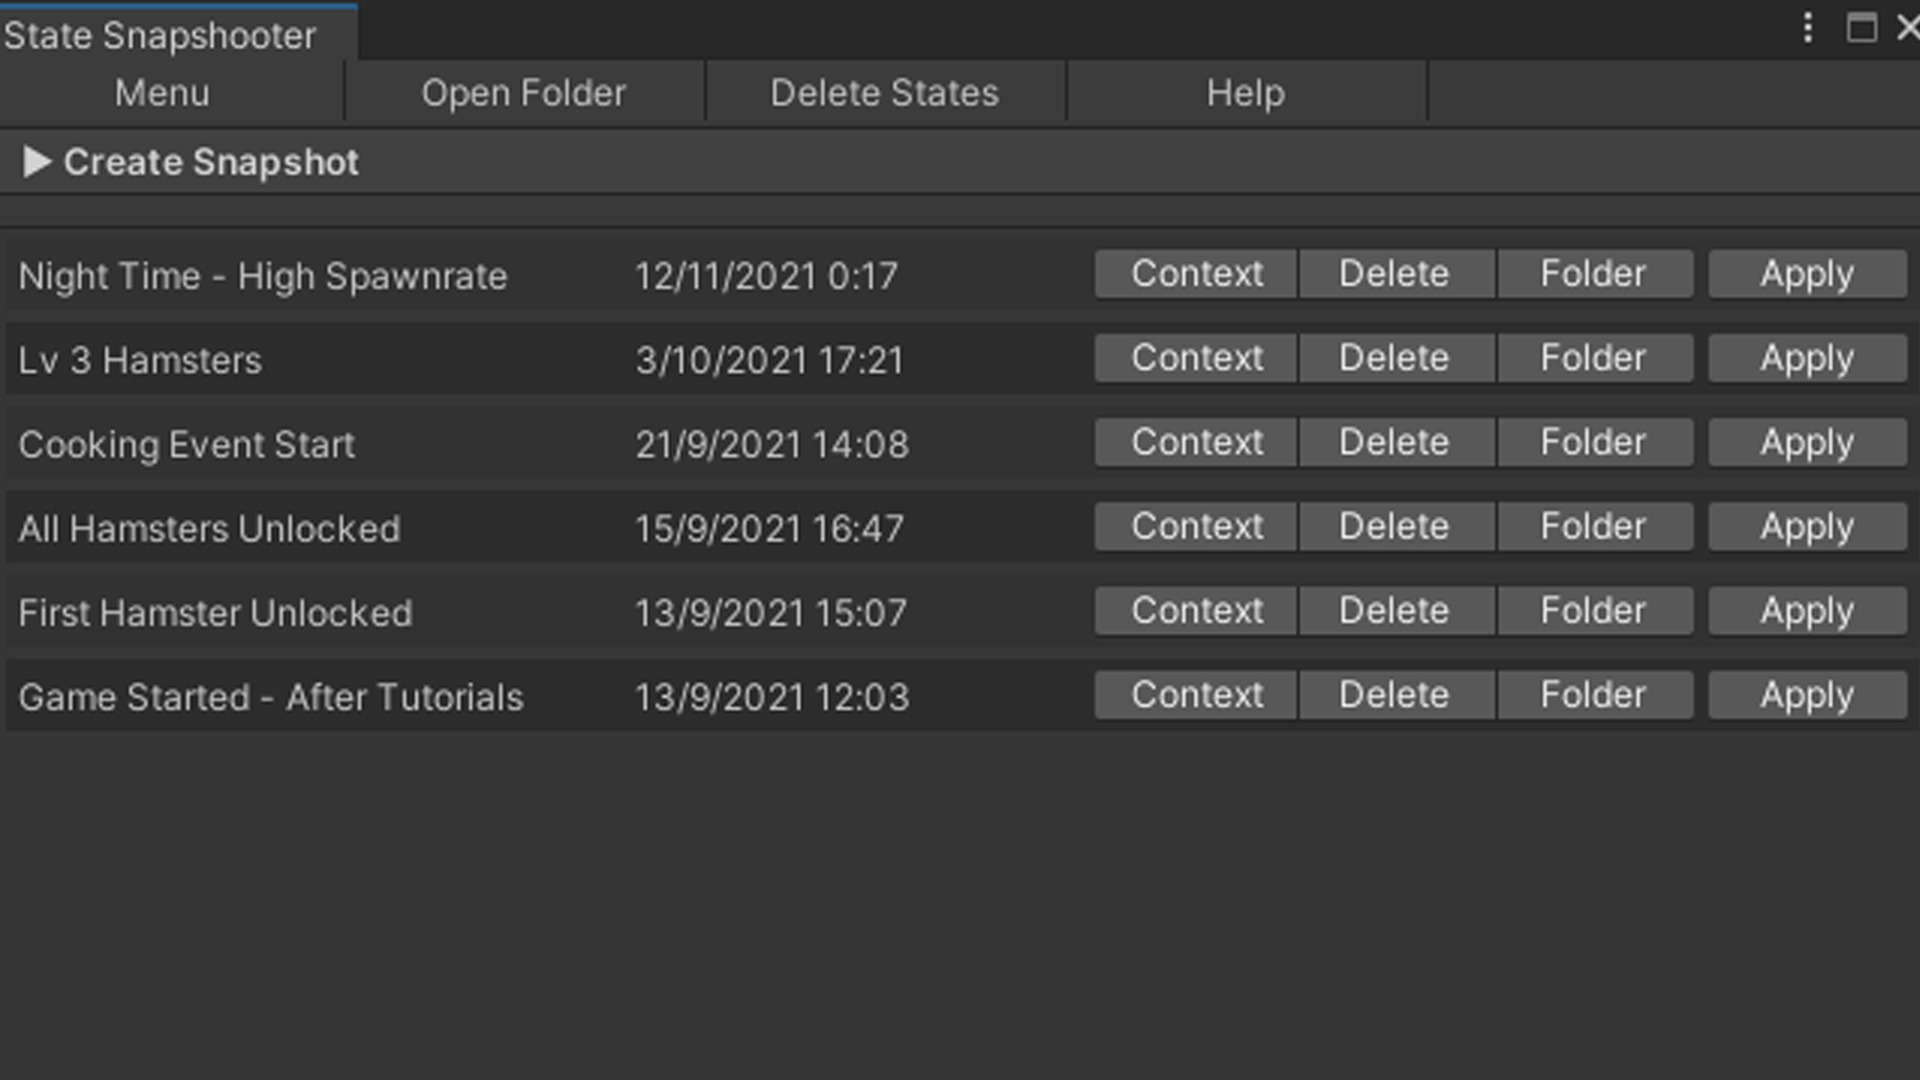 State Snapshooter
Menu Open Folder Delete States Help
Create Snapshot
Night Time - High Spawnrate 12/11/2021 0:17 Context Delete Folder Apply
Lv 3 Hamsters 3/10/2021 17:21 Context Delete Folder Apply
Cooking Event Start 21/9/2021 14:08 Context Delete Folder Apply
All Hamsters Unlocked 15/9/2021 16:47 Context Delete Folder Apply
First Hamster Unlocked 13/9/2021 15:07 Context Delete Folder Apply
Game Started - After Tutorials 13/9/2021 12:03 Context Delete Folder Apply